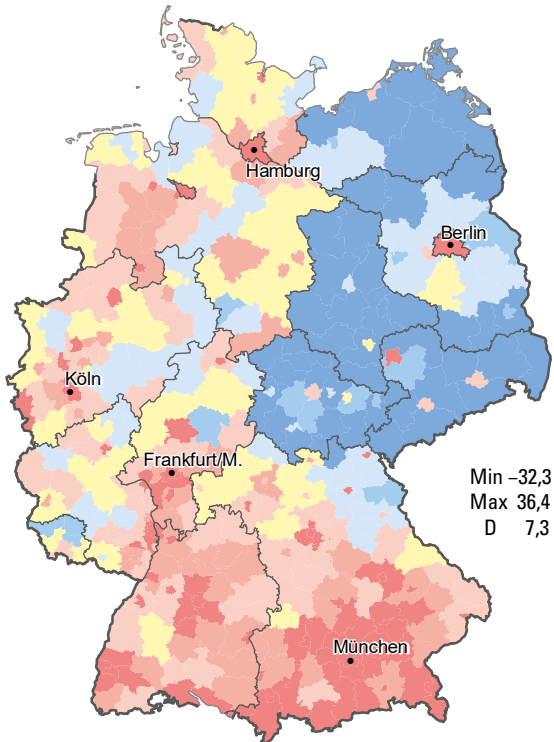 Hamburg
Berlin
Köln
Frankfurt/M.
Min –32,3
Max 36,4
D 7,3
München